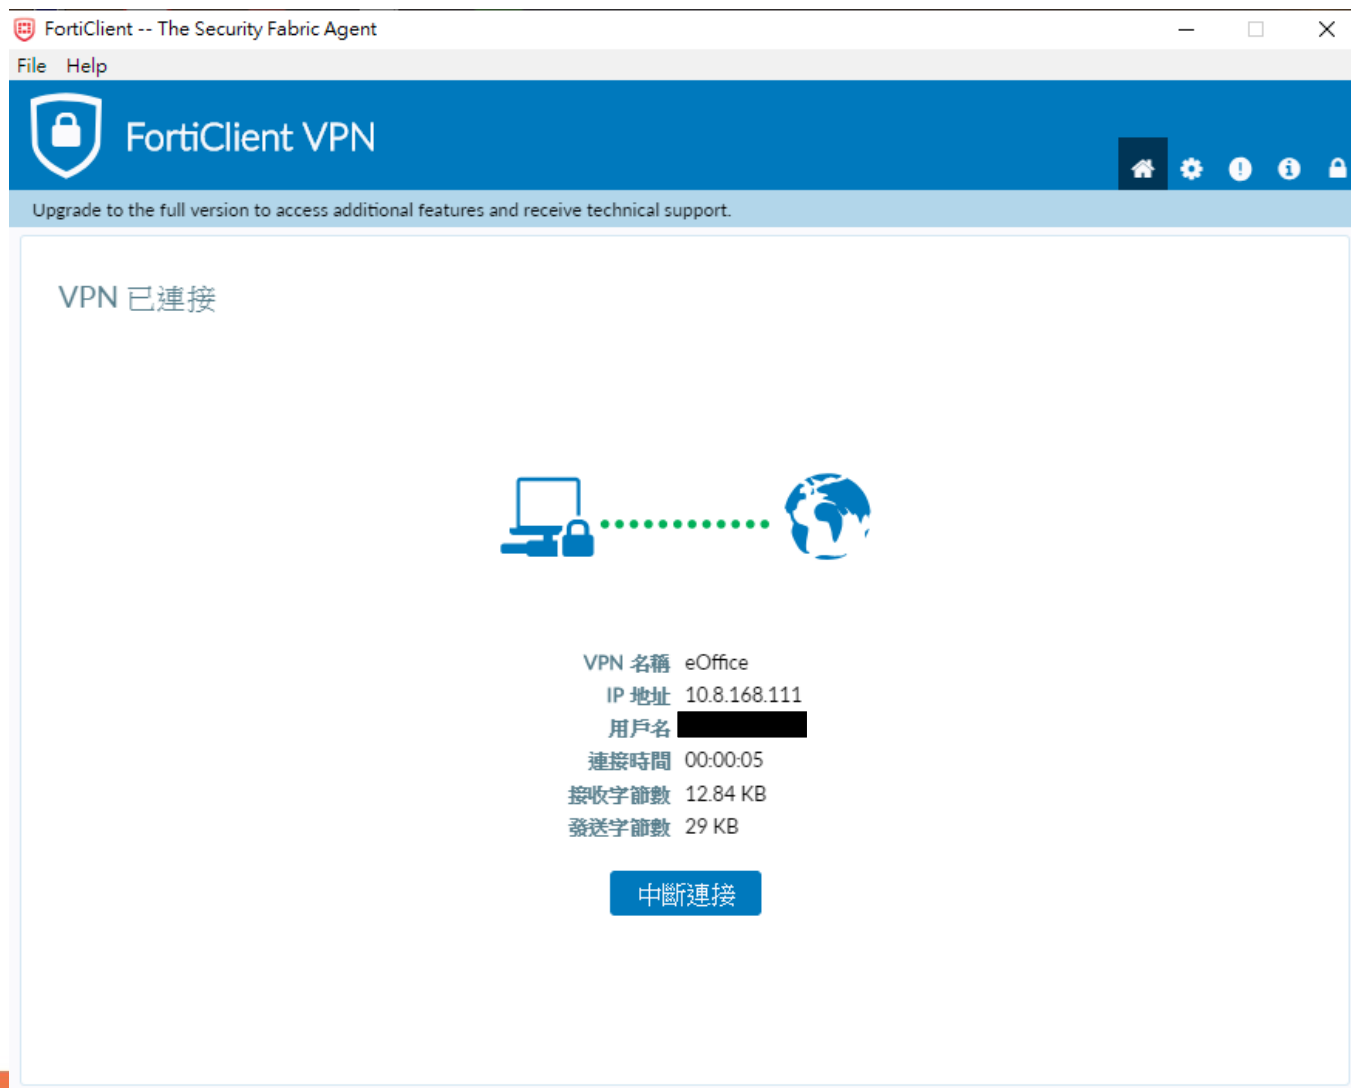 FortiClient -- The Security Fabric Agent
File Help
FortiClient VPN
Upgrade to the full version to access additional features and receive technical support.
VPN 已連接
VPN 名稱 eOffice
IP 地址 10.8.168.111
用戶名
連接時間 00:00:05
接收字節數 12.84 KB
發送字節數 29 KB
中斷連接